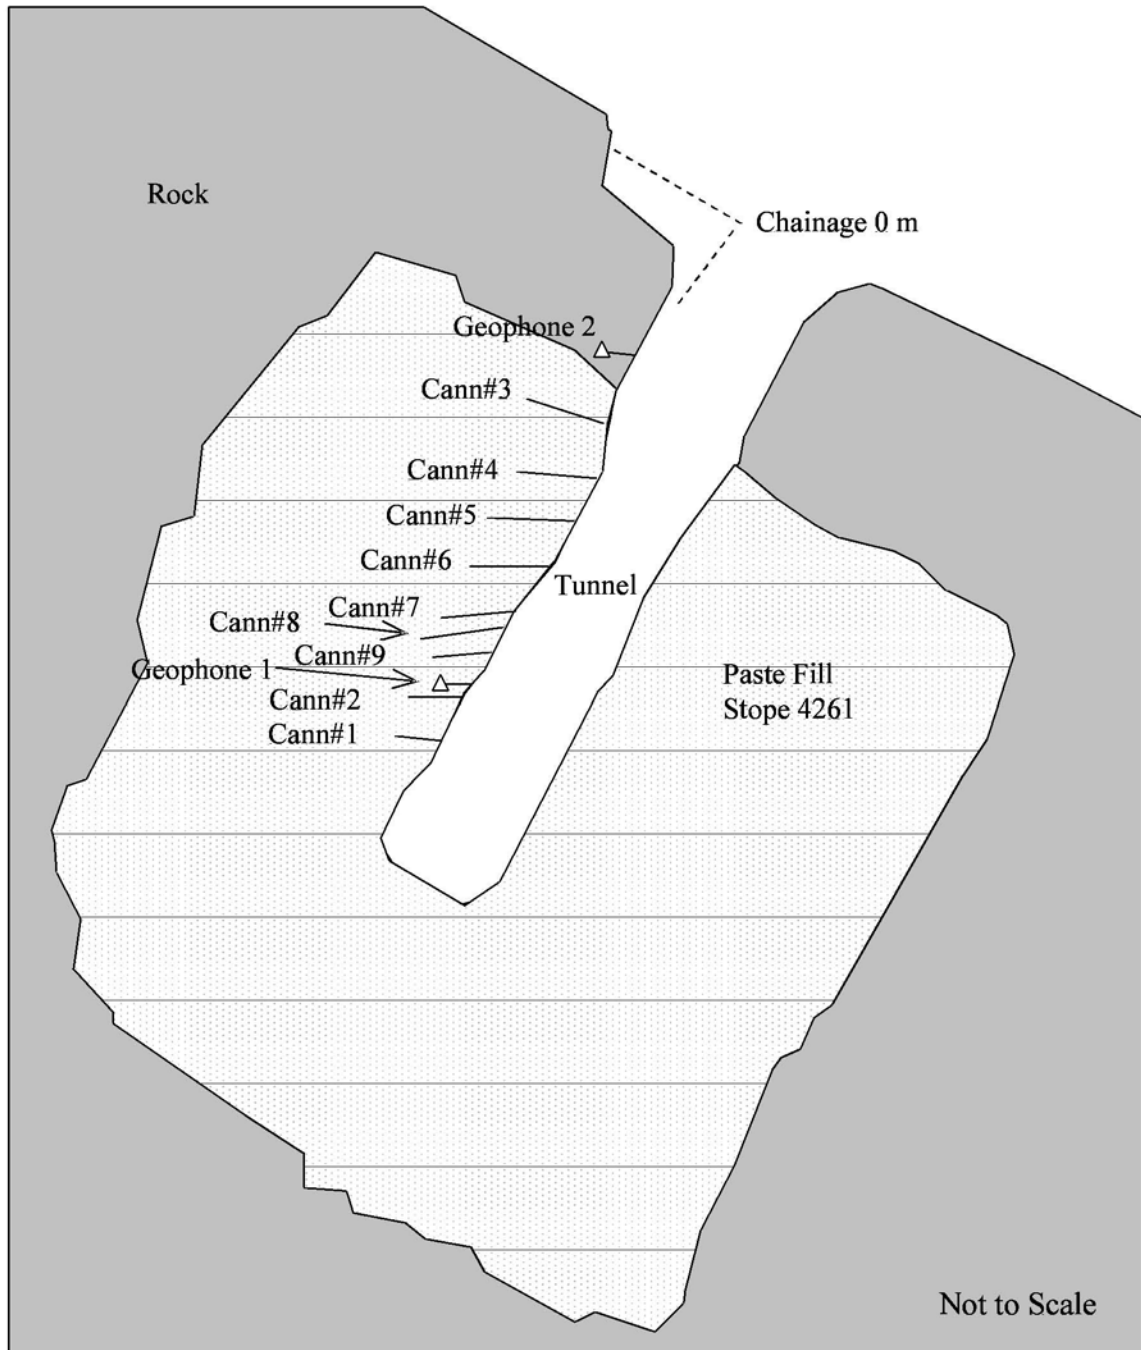 Rock
Chainage 0 m
Geophone 2
Cann#3
Cann#4
Cann#5
Cann#6
Tunnel
Cann#7
Cann#8
Cann#9
Geophone 1
Cann#2
Cann#1
Paste Fill
Stope 4261
Not to Scale